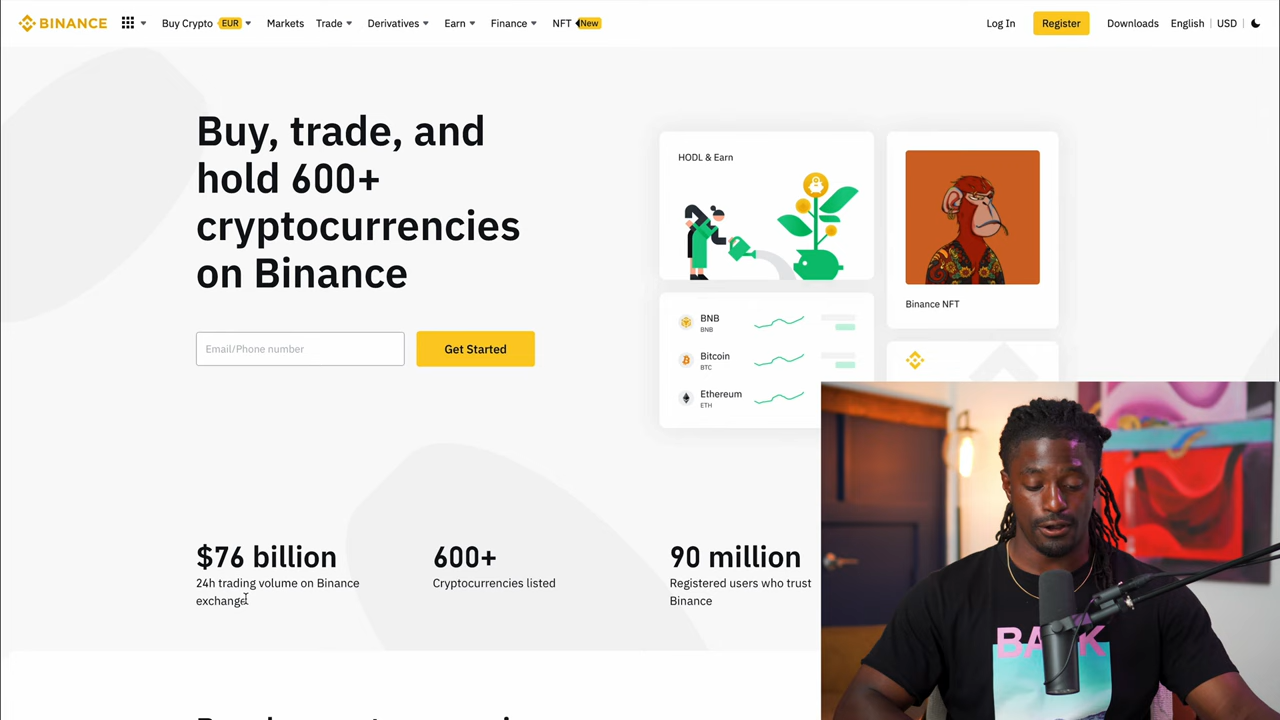 BINANCE
Buy Crypto EUR
Markets
Trade
Derivatives
Earn
Finance
NFT New
Log In
Register
Downloads
English | USD
Buy, trade, and
hold 600+
cryptocurrencies
on Binance
Email/Phone number
Get Started
HODL & Earn
BNB
BNB
Bitcoin
BTC
Ethereum
ETH
Binance NFT
$76 billion
24h trading volume on Binance
exchange
600+
Cryptocurrencies listed
90 million
Registered users who trust
Binance